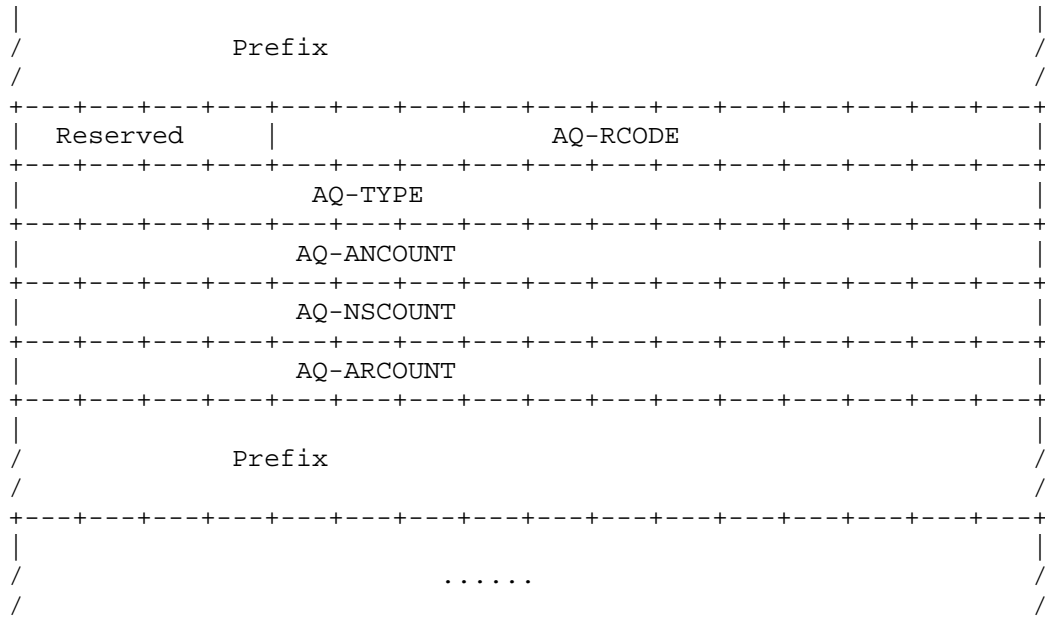 Prefix
Reserved AQ-RCODE
AQ-TYPE
AQ-ANCOUNT
AQ-NSCOUNT
AQ-ARCOUNT
Prefix
......